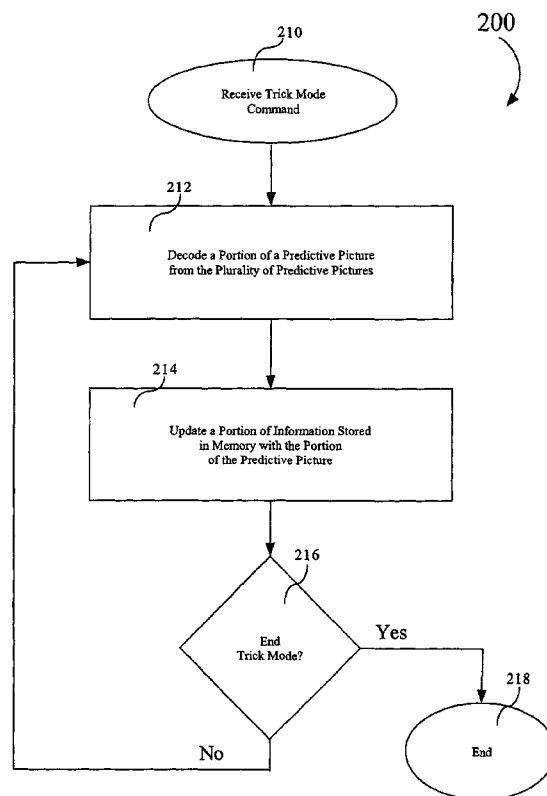 210
200
Receive Trick Mode
Command
212
Decode a Portion of a Predictive Picture
from the Plurality of Predictive Pictures
214
Update a Portion of Information Stored
in Memory with the Portion
of the Predictive Picture
216
End
Trick Mode?
Yes
218
End
No